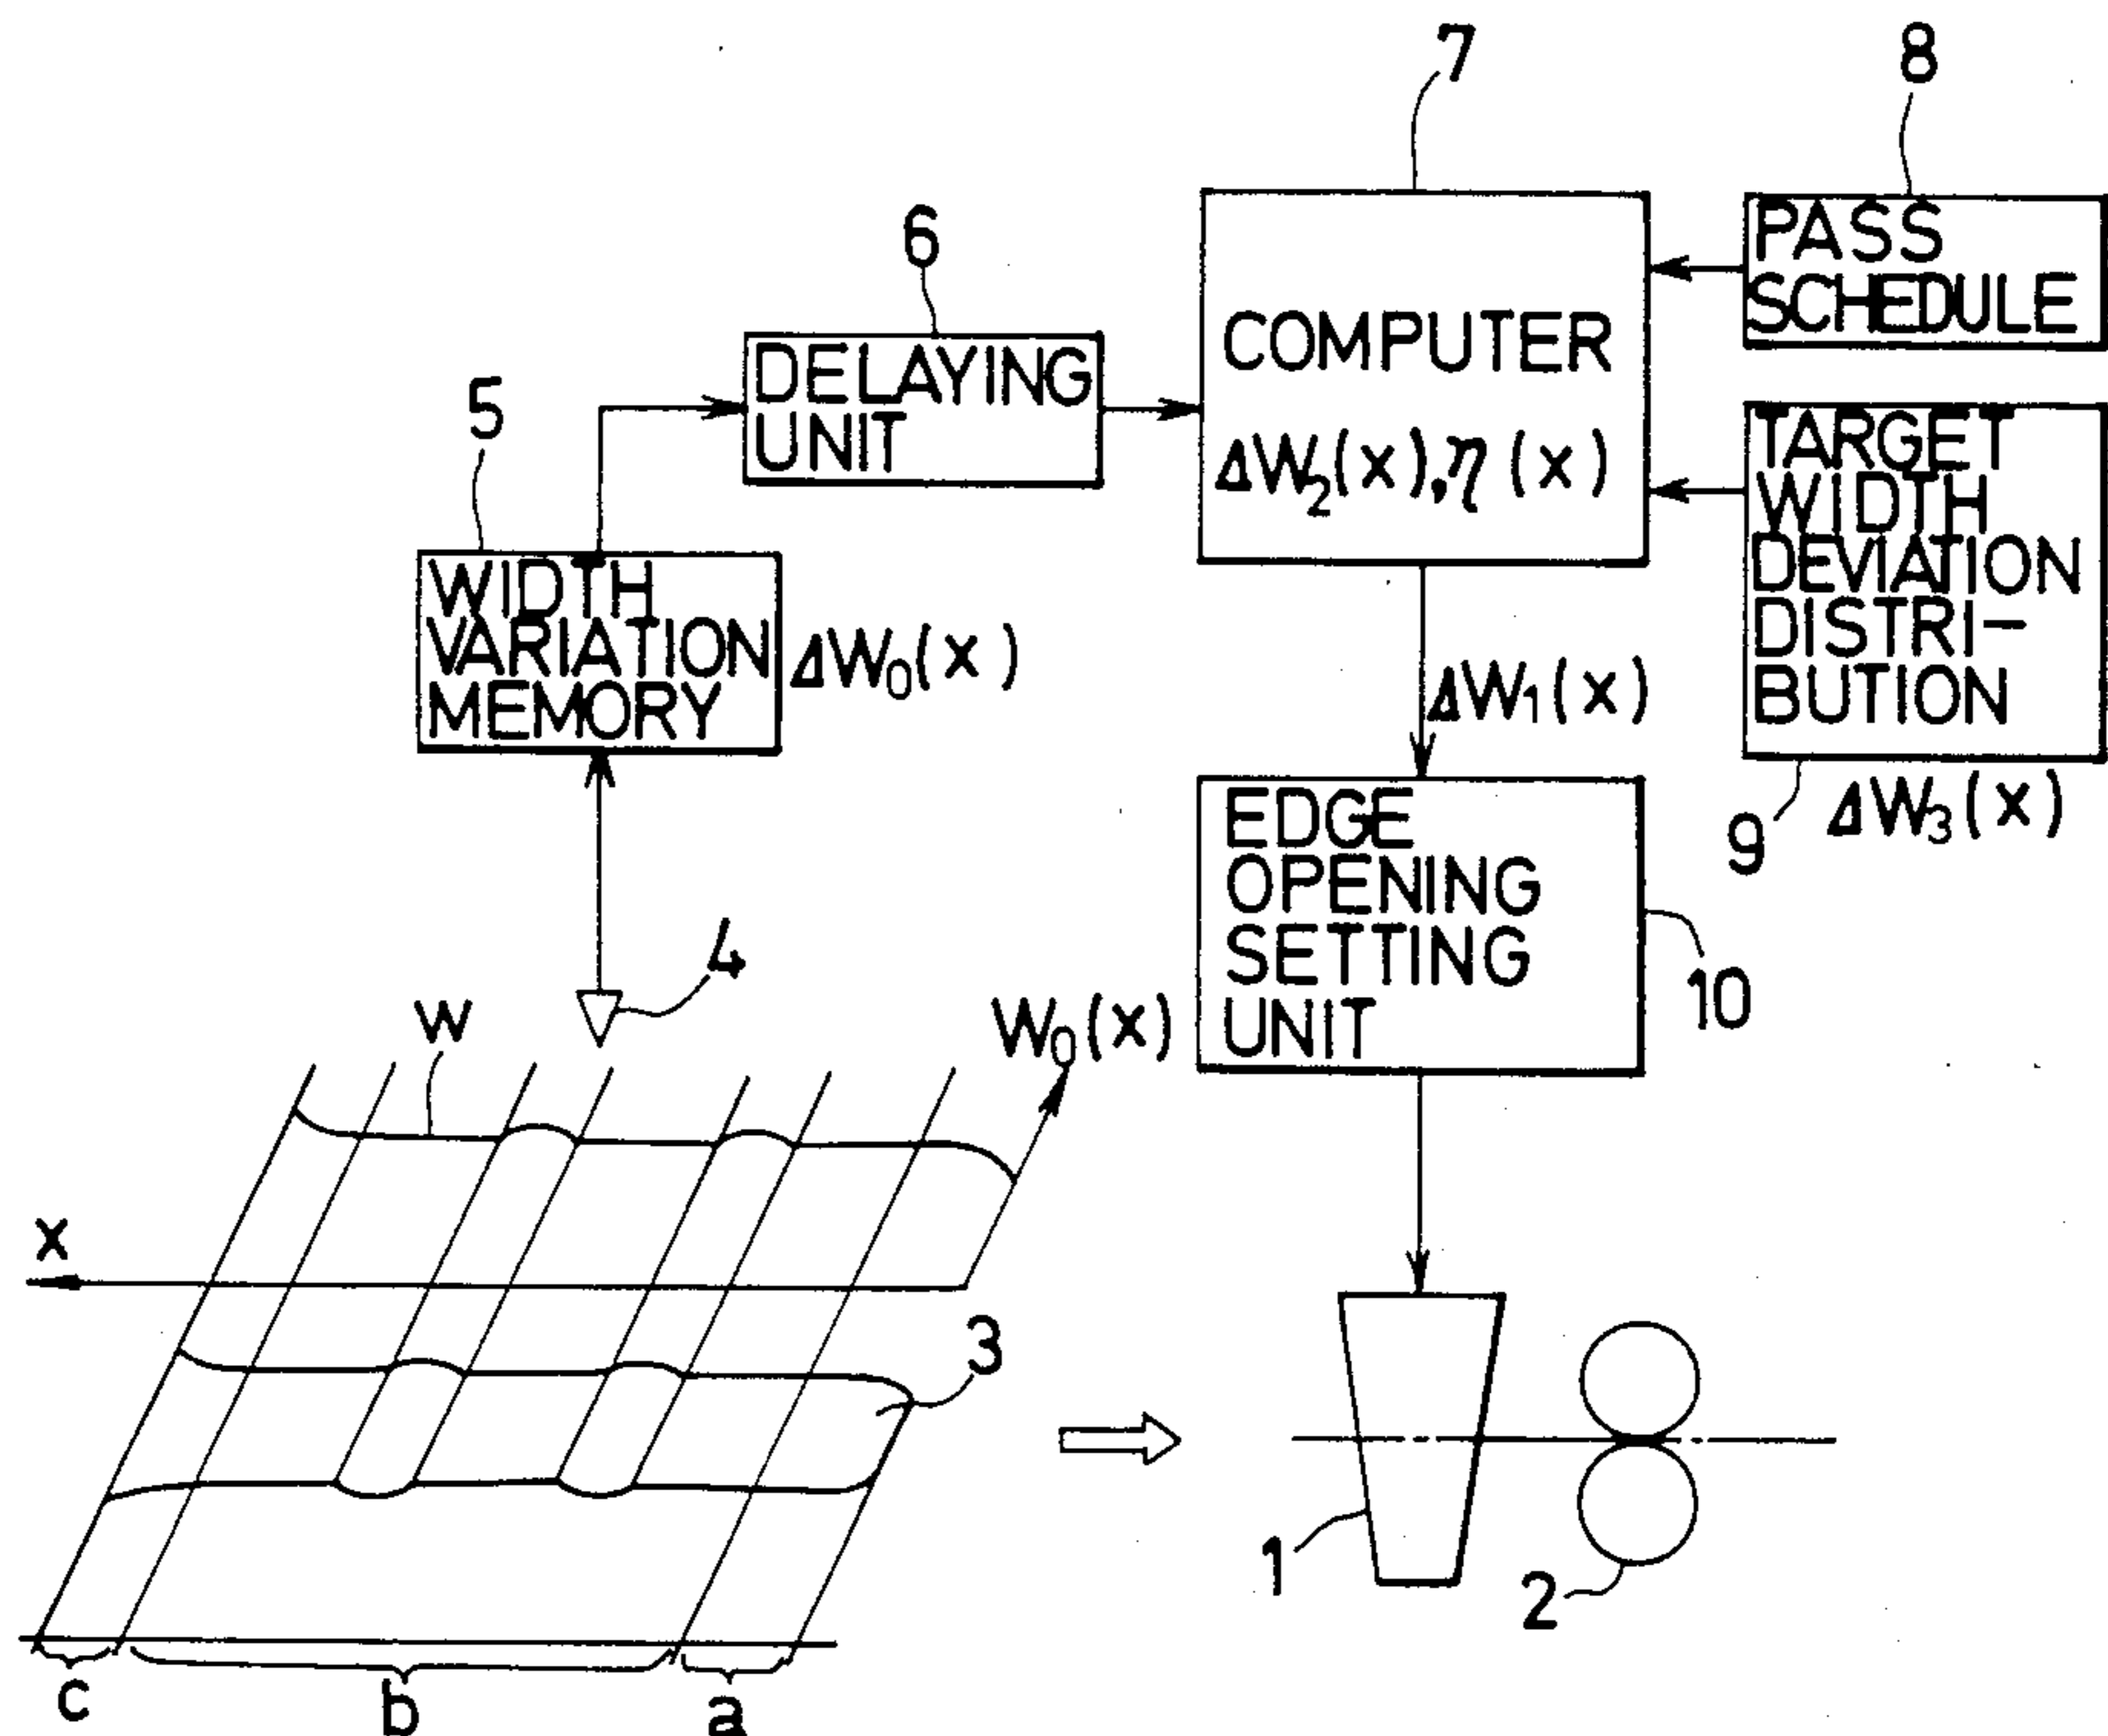 7
8
6
PASS
SCHEDULE
5
DELAYING
UNIT
COMPUTER
ΔW₂(x),η(x)
TARGET
WIDTH
DEVIATION
DISTRI-
BUTION
WIDTH
VARIATION
MEMORY
ΔW₀(x)
ΔW₁(x)
9
ΔW₃(x)
EDGE
OPENING
SETTING
UNIT
10
4
W
W₀(x)
x
3
1
2
c
b
a